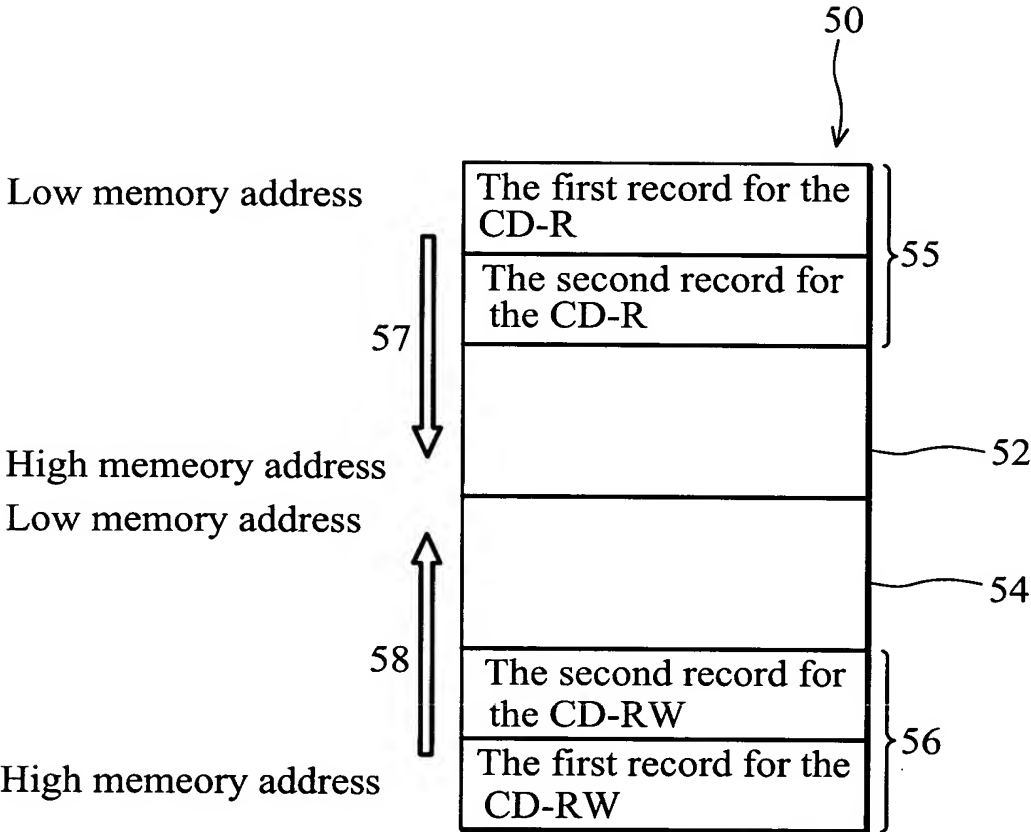 50
Low memory address
The first record for the
CD-R
55
The second record for
the CD-R
57
High memeory address
52
Low memory address
54
58
The second record for
the CD-RW
56
High memeory address
The first record for the
CD-RW